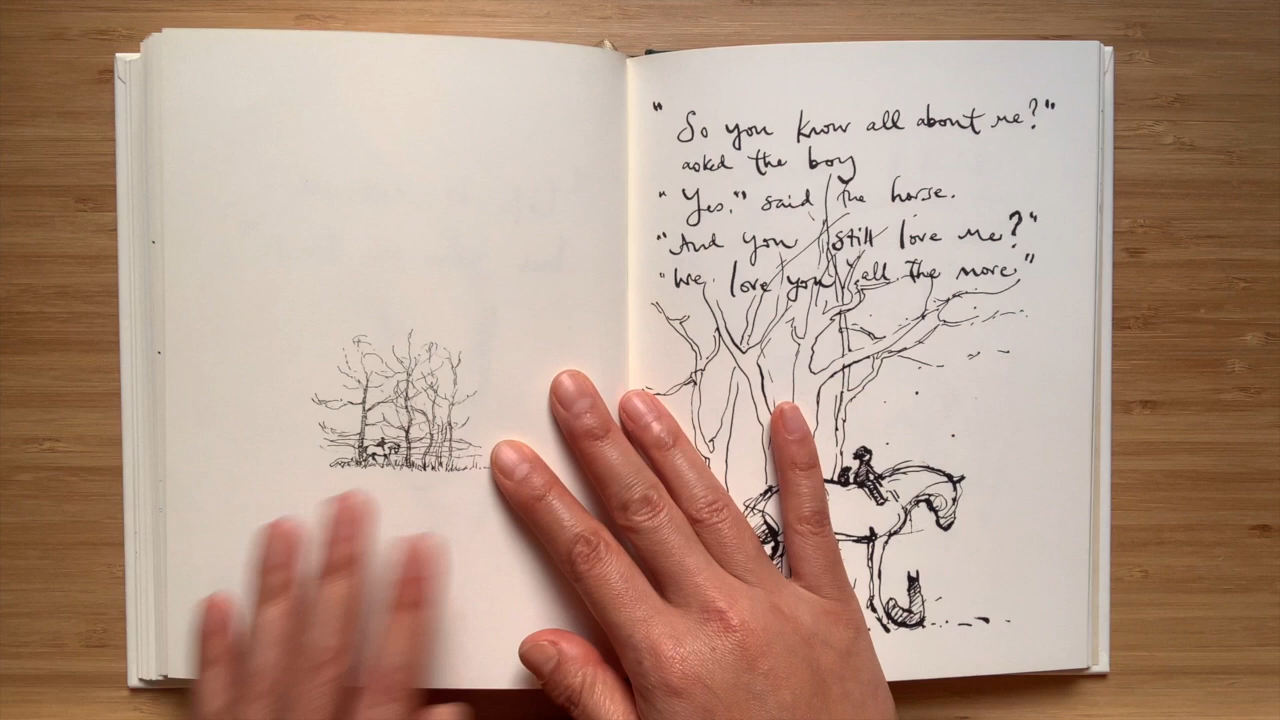 "So you know all about me?"
asked the boy
"Yes." said the horse.
"And you still love me?"
"We love you all the more"